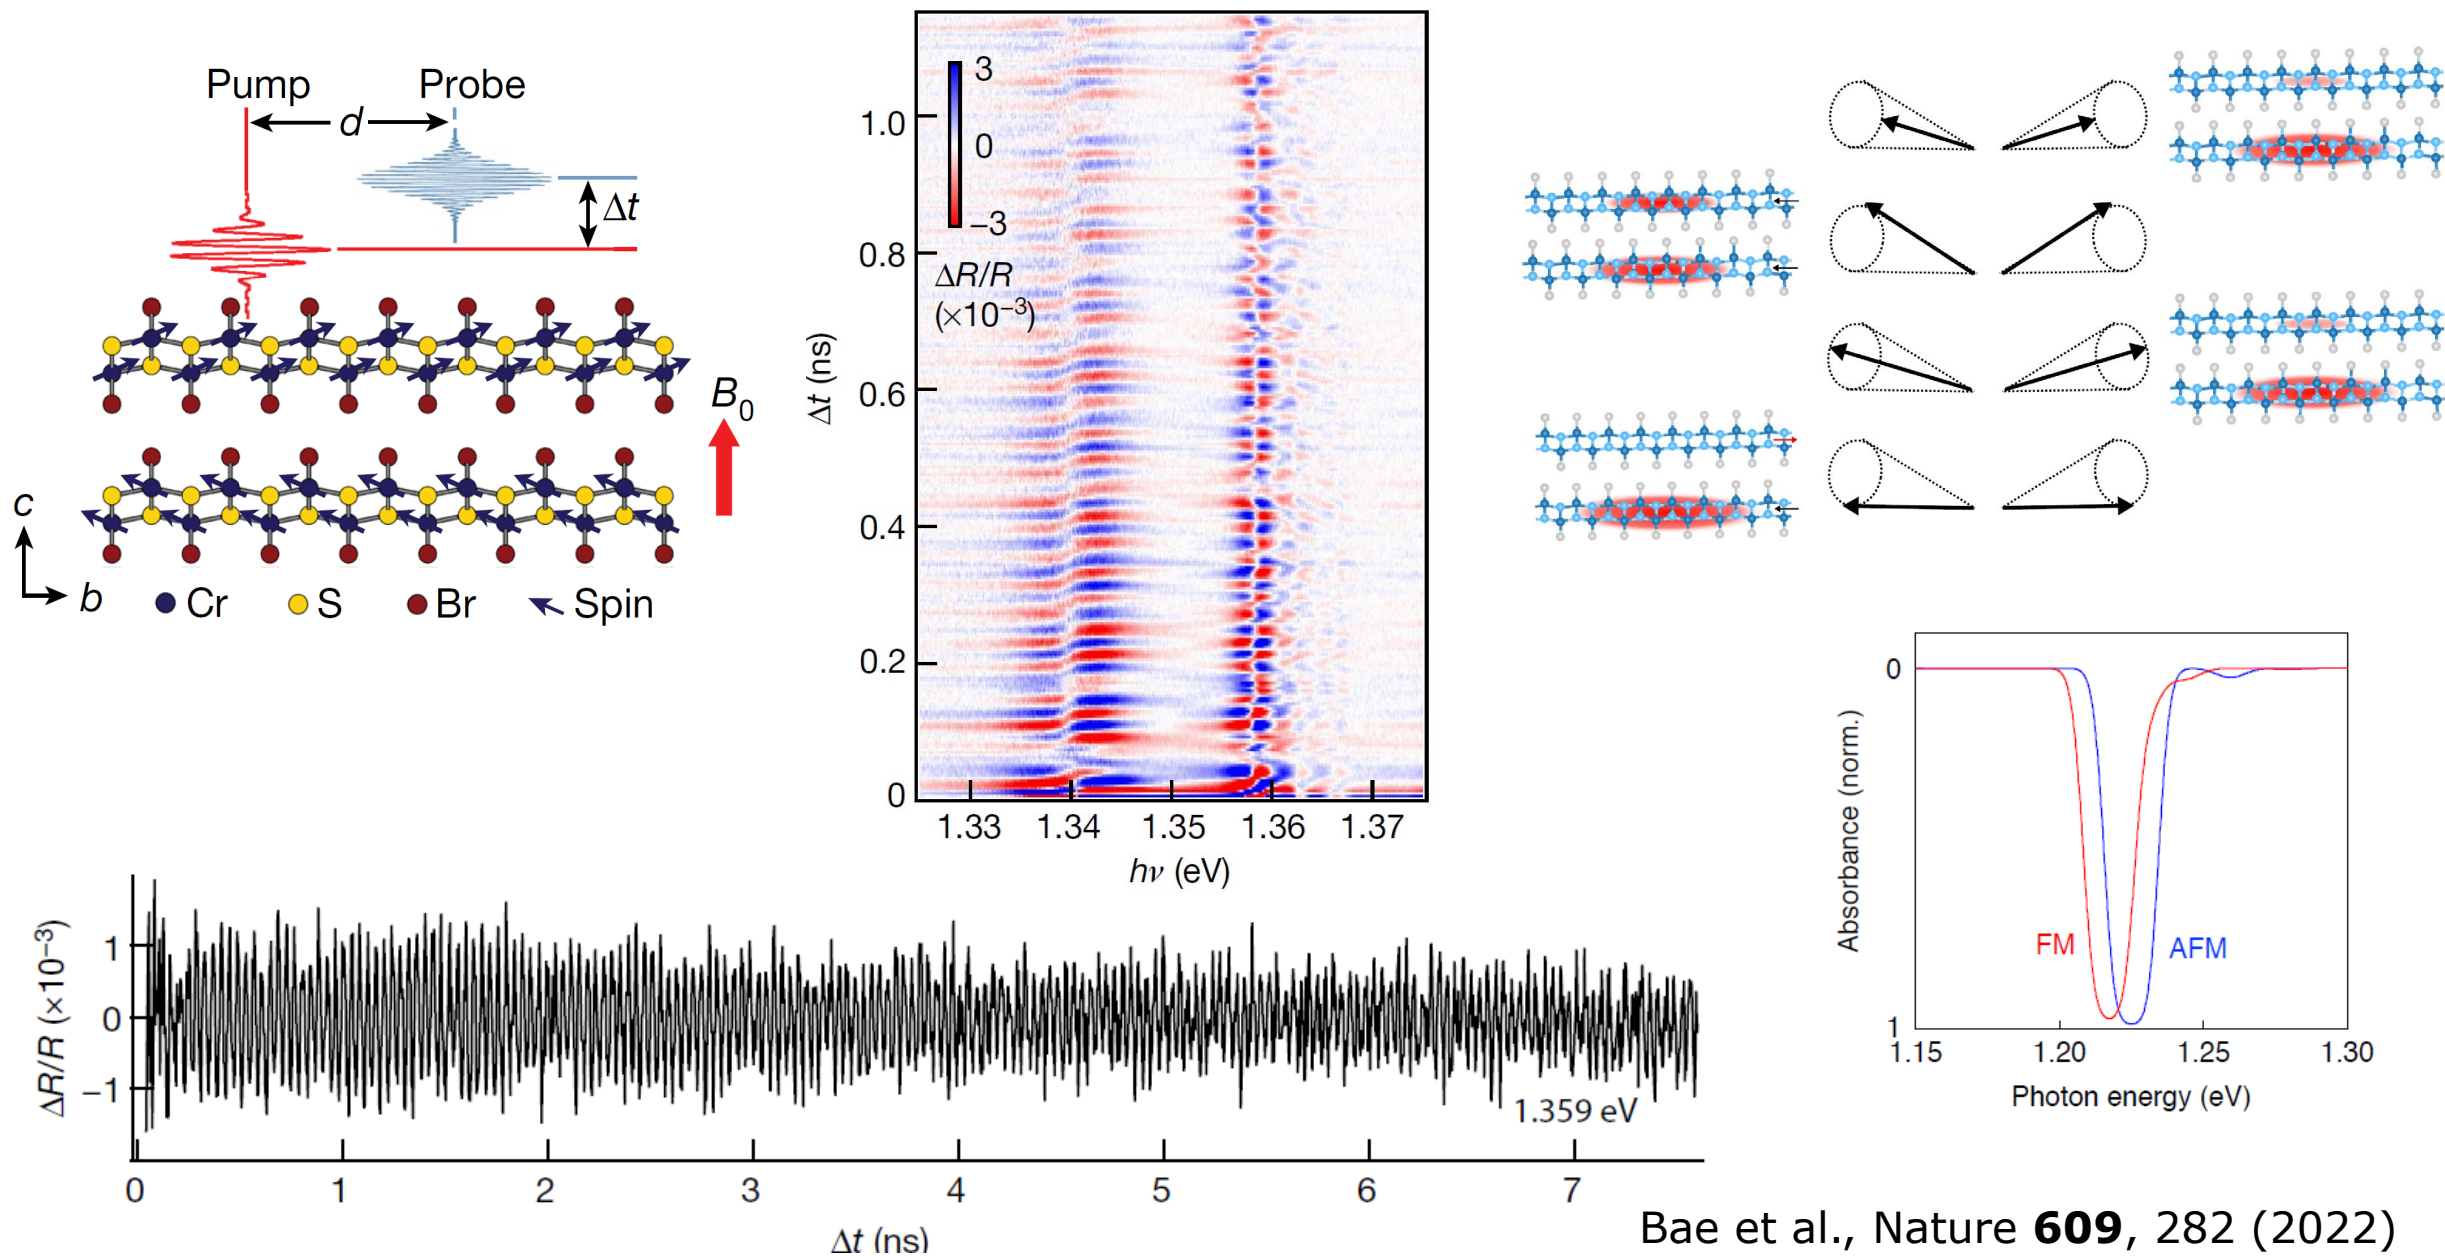 Pump
Probe
d
Δt
B0
c
b
Cr
S
Br
Spin
3
0
−3
ΔR/R
(×10−3)
Δt (ns)
1.0
0.8
0.6
0.4
0.2
0
1.33 1.34 1.35 1.36 1.37
hν (eV)
ΔR/R (×10−3)
1
0
−1
1.359 eV
0 1 2 3 4 5 6 7
Δt (ns)
Absorbance (norm.)
0
1
FM
AFM
1.15 1.20 1.25 1.30
Photon energy (eV)
Bae et al., Nature 609, 282 (2022)